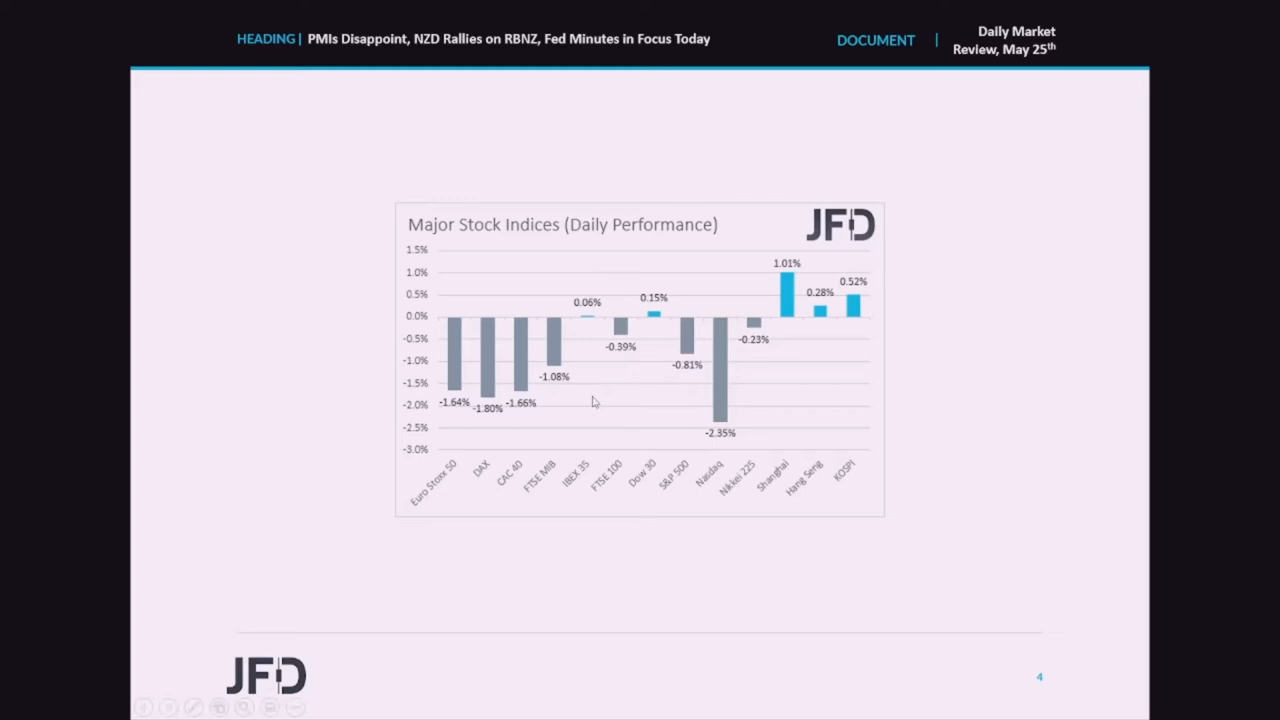 HEADING| PMIs Disappoint, NZD Rallies on RBNZ, Fed Minutes in Focus Today
DOCUMENT |
Daily Market
Review, May 25th
Major Stock Indices (Daily Performance)
JFD
1.5%
1.0%
0.5%
0.0%
-0.5%
-1.0%
-1.5%
-2.0%
-2.5%
-3.0%
-1.64%
-1.80%
-1.66%
-1.08%
0.06%
-0.39%
0.15%
-0.81%
-2.35%
-0.23%
1.01%
0.28%
0.52%
Euro Stoxx 50
DAX
CAC 40
FTSE MIB
IBEX 35
FTSE 100
Dow 30
S&P 500
Nasdaq
Nikkei 225
Shanghai
Hang Seng
KOSPI
JFD
4